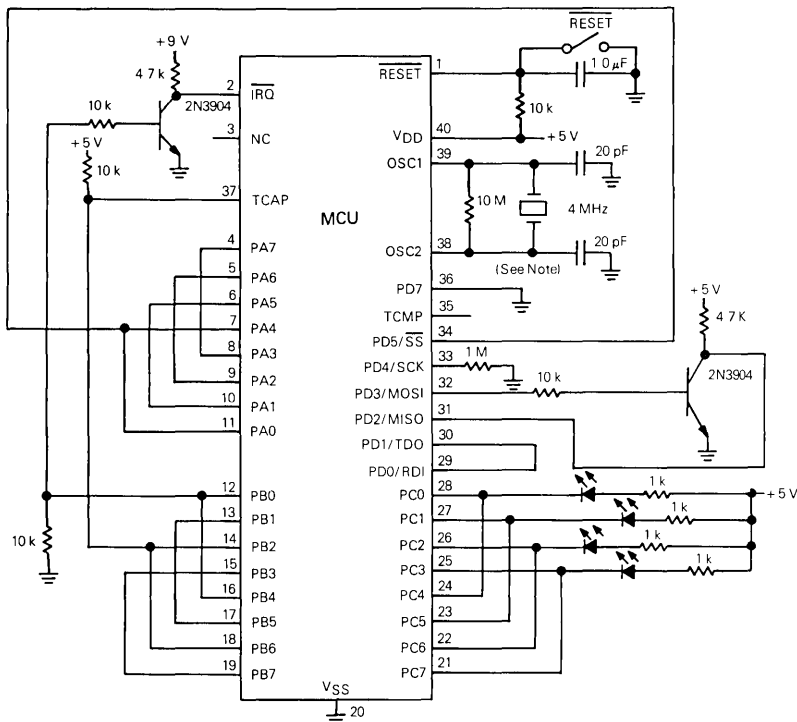 RESET
+9 V
4 7k
2
IRQ
2N3904
10k
3
NC
+5 V
10 k
37
TCAP
MCU
4
PA7
5
PA6
6
PA5
7
PA4
8
PA3
9
PA2
10
PA1
11
PA0
12
PB0
13
PB1
14
PB2
15
PB3
16
PB4
17
PB5
18
PB6
19
PB7
10k
VSS
20
RESET
1
1 0 µF
10 k
VDD
40
+5 V
OSC1
39
20 pF
10 M
4 MHz
OSC2
38
20 pF
(See Note)
PD7
36
TCMP
35
PD5/SS
34
PD4/SCK
33
1 M
PD3/MOSI
32
10 k
+5 V
4 7K
2N3904
PD2/MISO
31
PD1/TDO
30
PD0/RDI
29
PC0
28
1 k
+5 V
PC1
27
1k
PC2
26
1 k
PC3
25
1 k
PC4
24
PC5
23
PC6
22
PC7
21